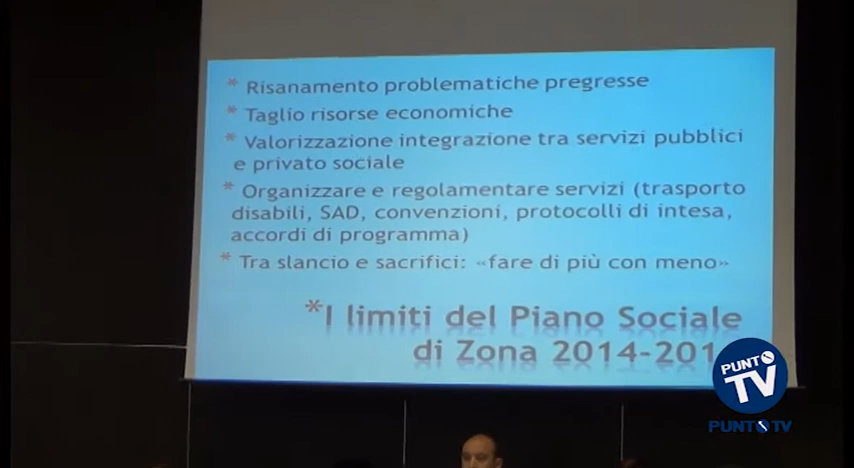 * Risanamento problematiche pregresse
* Taglio risorse economiche
* Valorizzazione integrazione tra servizi pubblici
e privato sociale
* Organizzare e regolamentare servizi (trasporto
disabili, SAD, convenzioni, protocolli di intesa,
accordi di programma)
* Tra slancio e sacrifici: «fare di più con meno»
*I limiti del Piano Sociale
di Zona 2014-201
PUNTO
TV
PUNTO TV